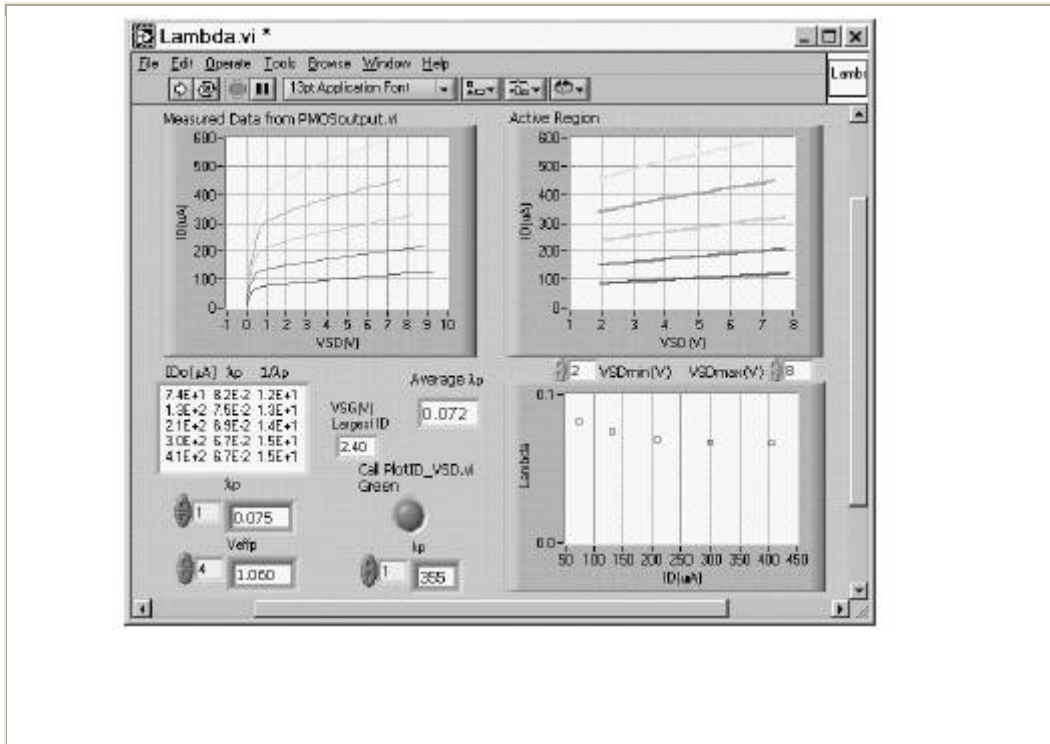 Lambda.vi *
File Edit Operate Tools Browse Window Help
13pt Application Font
Lamb
Measured Data from PMOSoutput.vi
600-
500-
400-
300-
200-
100-
0-
ID(uA)
-1 0 1 2 3 4 5 6 7 8 9 10
VSD(V)
Active Region
600-
500-
400-
300-
200-
100-
0-
ID(uA)
1 2 3 4 5 6 7 8
VSD (V)
2 VSDmin(V) VSDmax(V) 8
IDo(µA) λp 1/λp
7.4E+1 8.2E-2 1.2E+1
1.3E+2 7.5E-2 1.3E+1
2.1E+2 6.9E-2 1.4E+1
3.0E+2 6.7E-2 1.5E+1
4.1E+2 6.7E-2 1.5E+1
Average λp
0.072
VSG(V)
Largest ID
2.40
Call PlotID_VSD.vi
Green
λp
1 0.075
Veffp
4 1.060
1 355
0.1-
Lambda
0.0-
50 100 150 200 250 300 350 400 450
ID(uA)